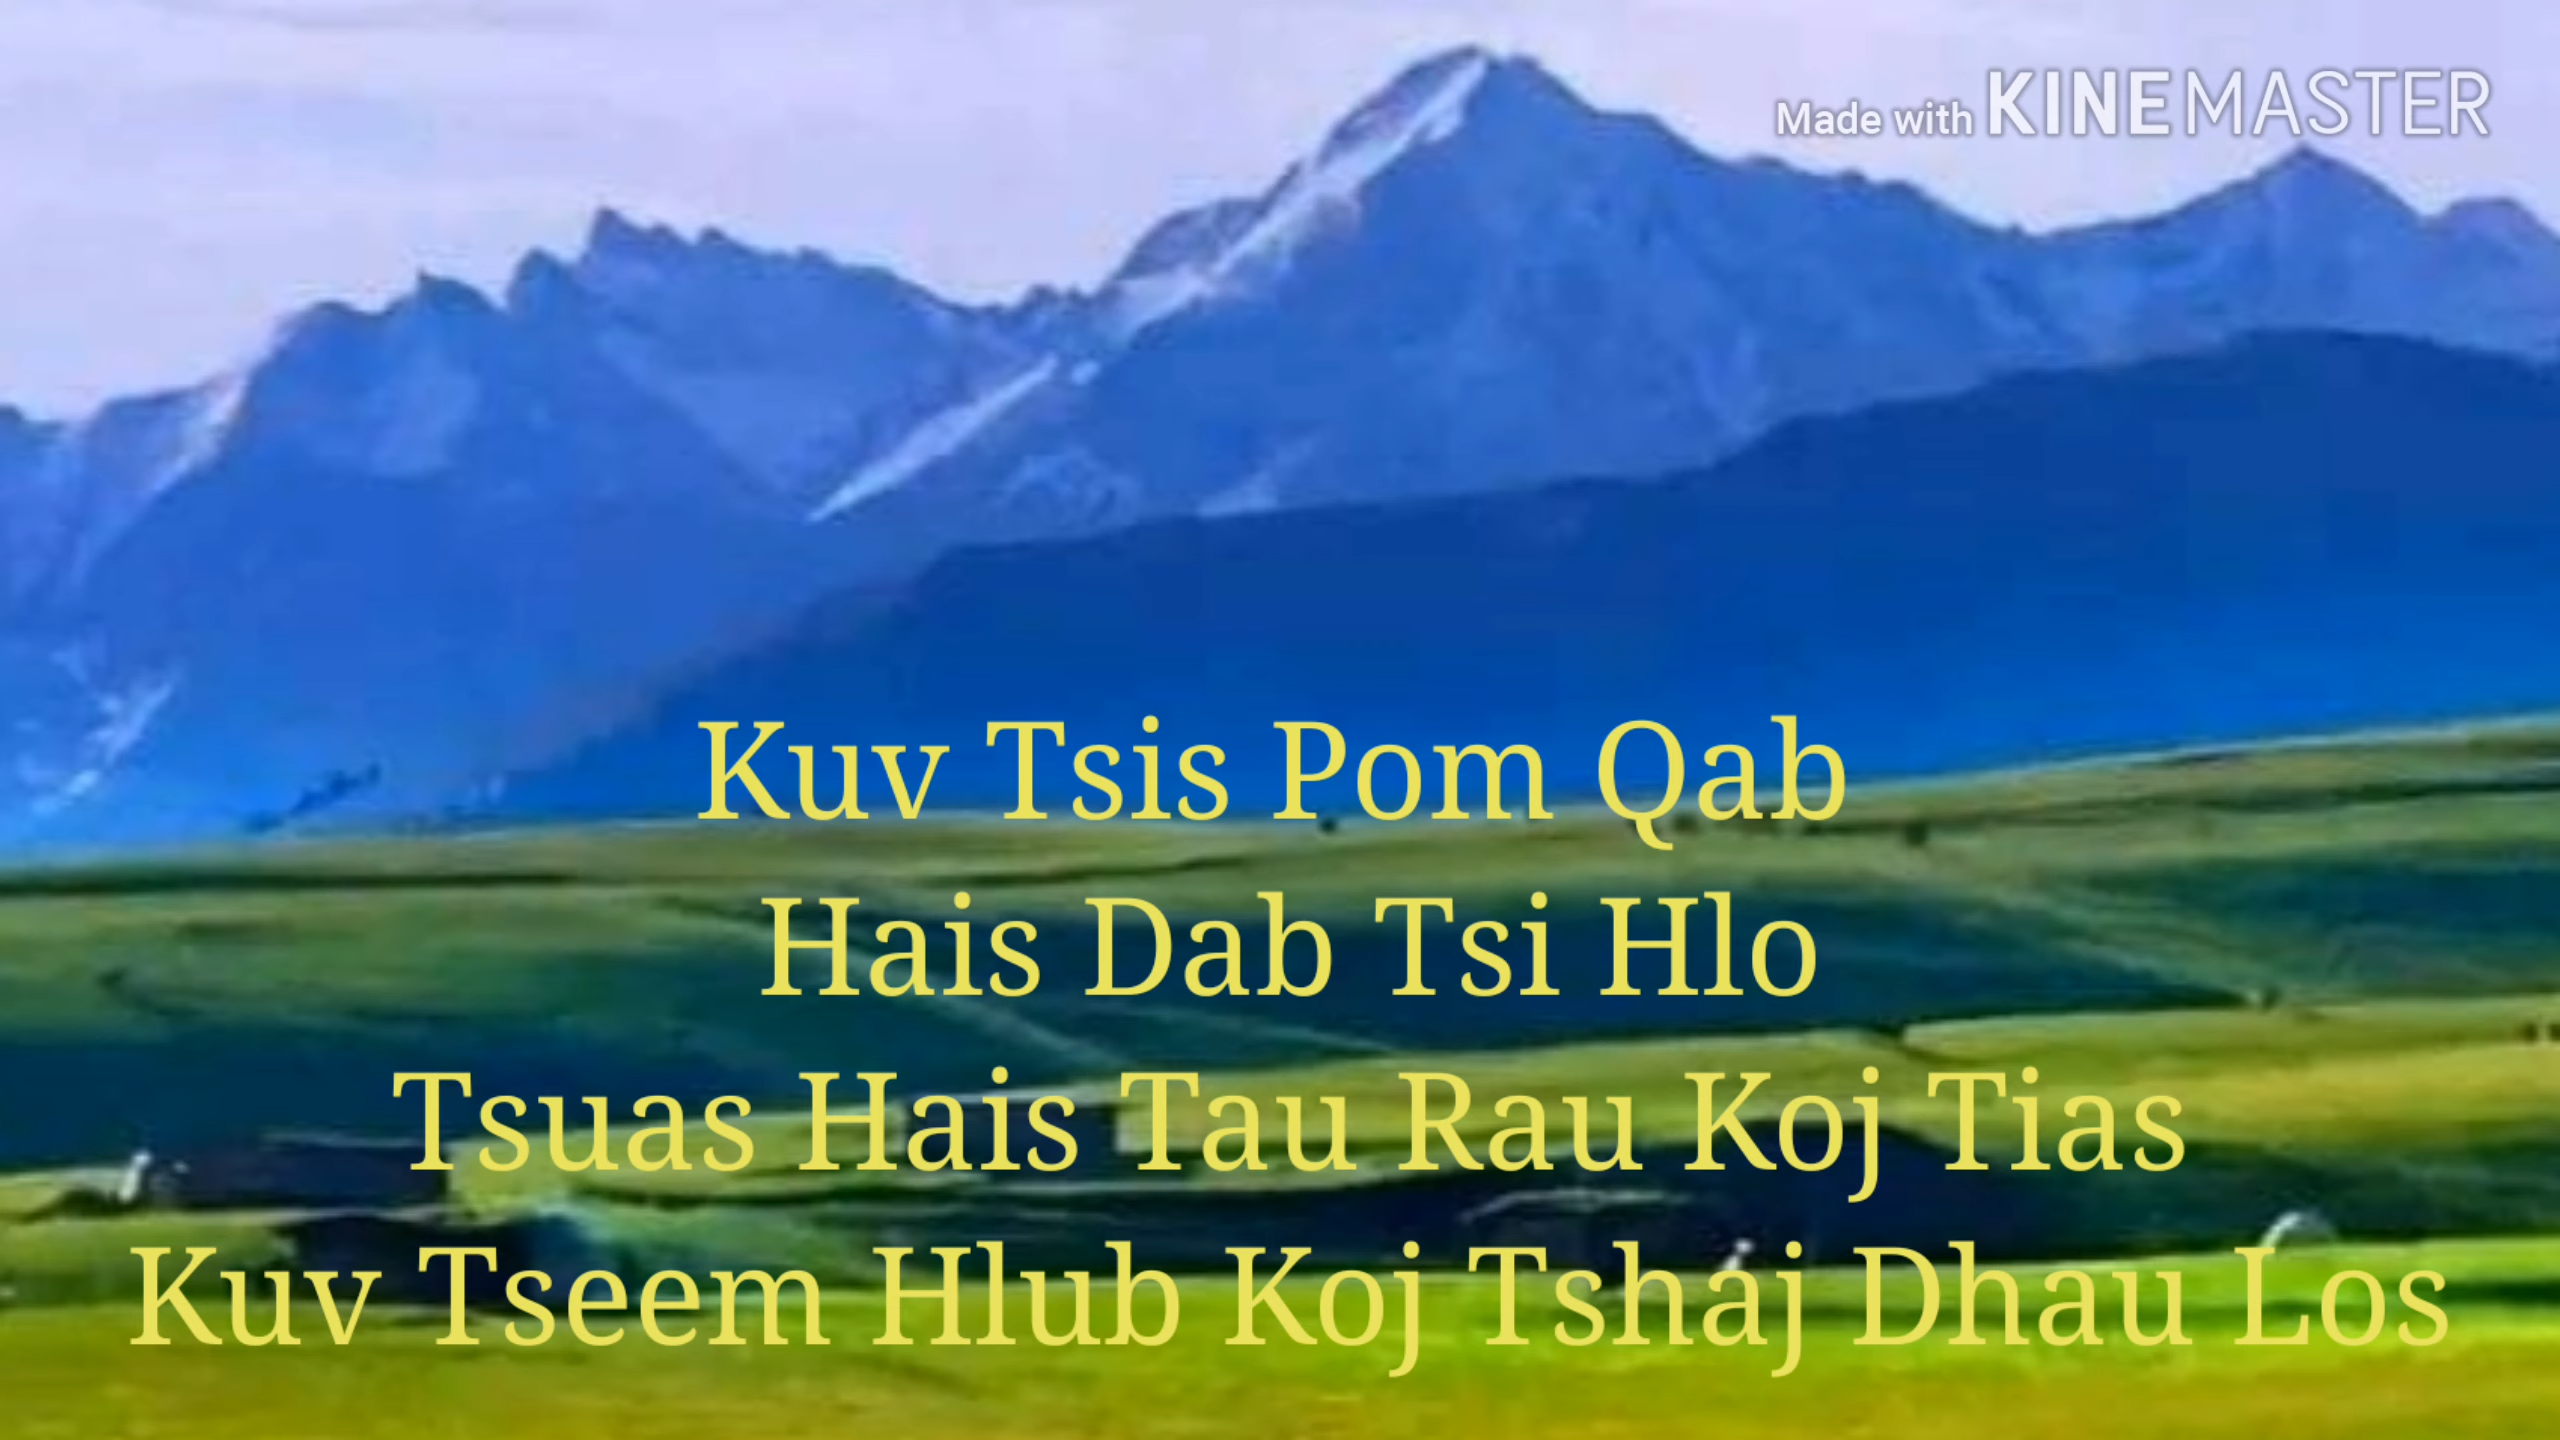 Made with KINEMASTER
Kuv Tsis Pom Qab
Hais Dab Tsi Hlo
Tsuas Hais Tau Rau Koj Tias
Kuv Tseem Hlub Koj Tshaj Dhau Los